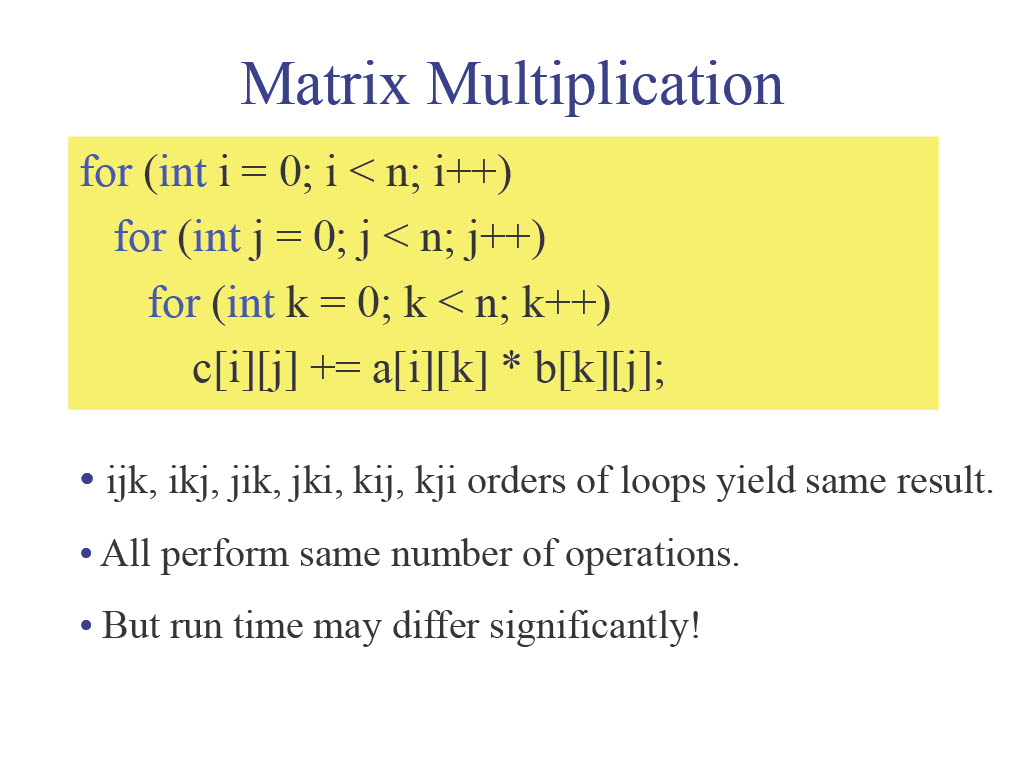 Matrix Multiplication
for (int i = 0; i < n; i++)
for (int j = 0; j < n; j++)
for (int k = 0; k < n; k++)
c[i][j] += a[i][k] * b[k][j];
• ijk, ikj, jik, jki, kij, kji orders of loops yield same result.
• All perform same number of operations.
• But run time may differ significantly!